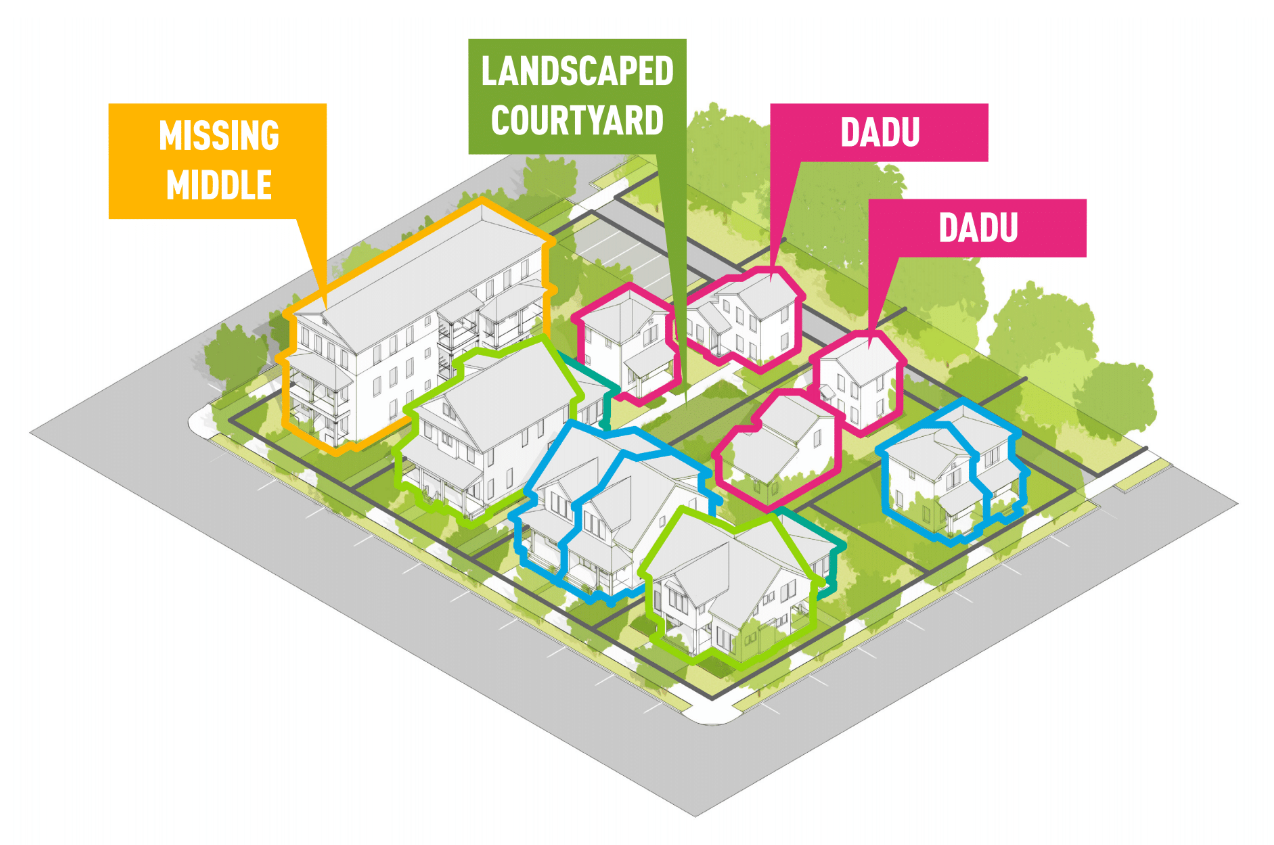 LANDSCAPED
COURTYARD
MISSING
MIDDLE
DADU
DADU